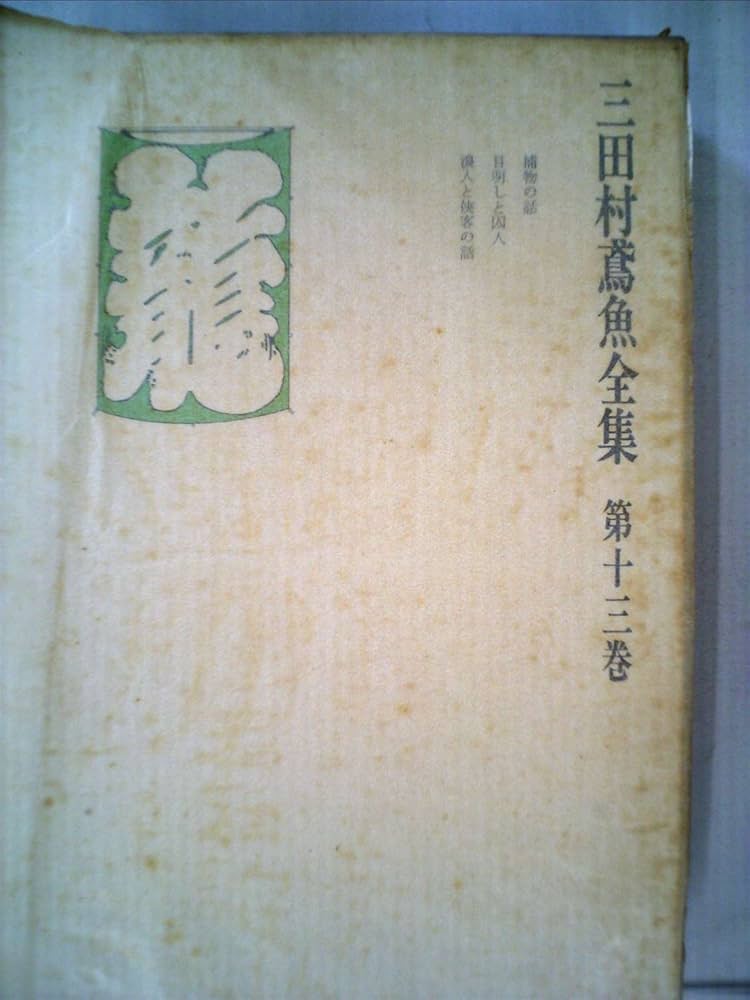 三田村鳶魚全集 第十三巻
捕物の話
目明しと囚人
浪人と侠客の話